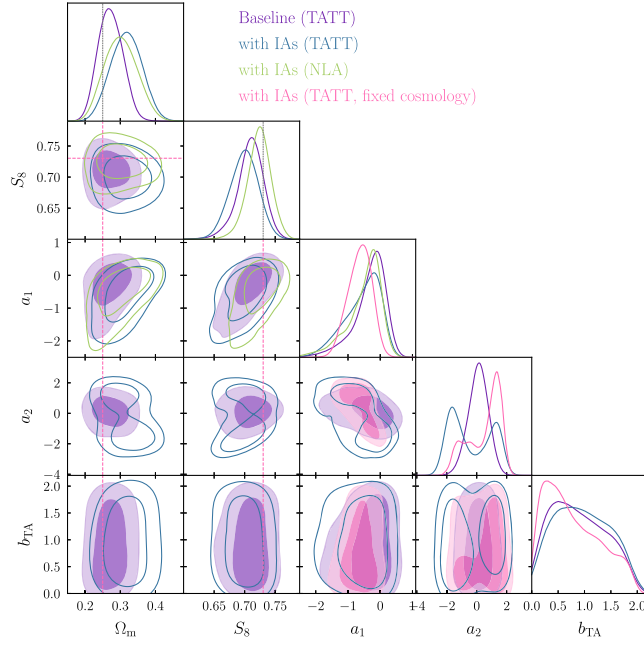 Baseline (TATT)
with IAs (TATT)
with IAs (NLA)
with IAs (TATT, fixed cosmology)
0.75
0.70
0.65
S₈
1
0
−1
−2
a₁
2
0
−2
−4
a₂
2.0
1.5
1.0
0.5
0.0
b_TA
0.2 0.3 0.4
0.65 0.70 0.75
−2 −1 0 1
−4 −2 0 2
0.0 0.5 1.0 1.5 2.0
Ωₘ S₈ a₁ a₂ b_TA